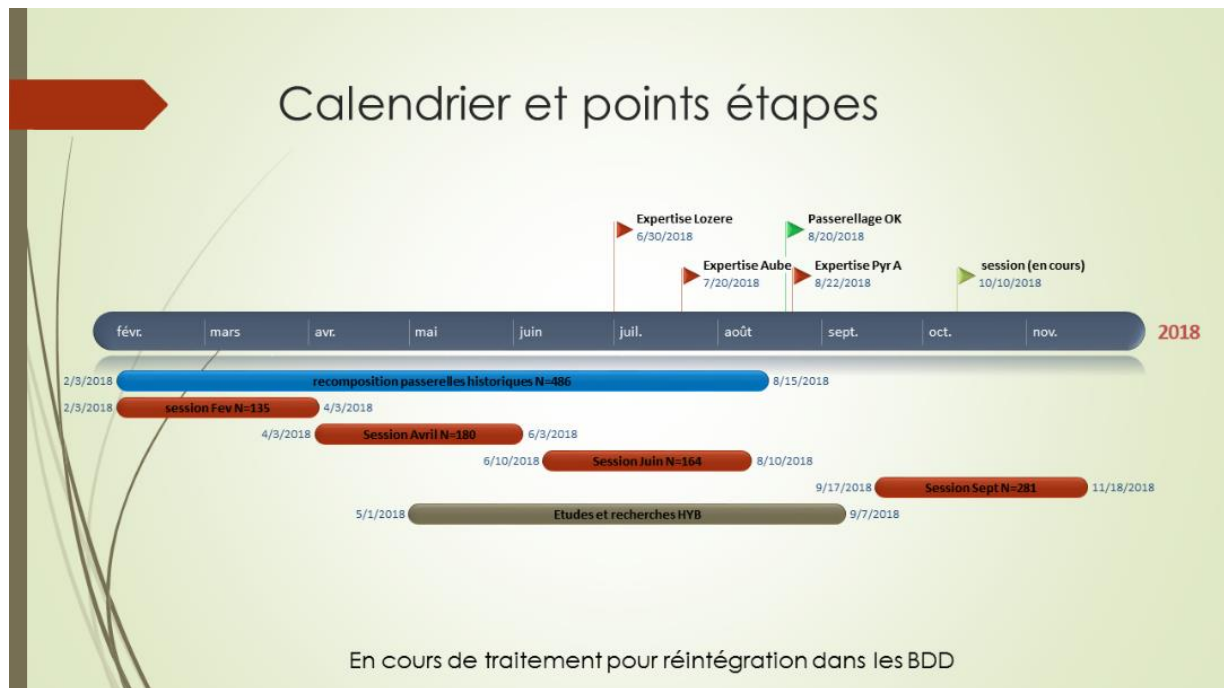 Calendrier et points étapes
Expertise Lozere
6/30/2018
Passerellage OK
8/20/2018
Expertise Aube
7/20/2018
Expertise Pyr A
8/22/2018
session (en cours)
10/10/2018
févr. mars avr. mai juin juil. août sept. oct. nov. 2018
2/3/2018 recomposition passerelles historiques N=486 8/15/2018
2/3/2018 session Fev N=135 4/3/2018
4/3/2018 Session Avril N=180 6/3/2018
6/10/2018 Session Juin N=164 8/10/2018
9/17/2018 Session Sept N=281 11/18/2018
5/1/2018 Etudes et recherches HYB 9/7/2018
En cours de traitement pour réintégration dans les BDD